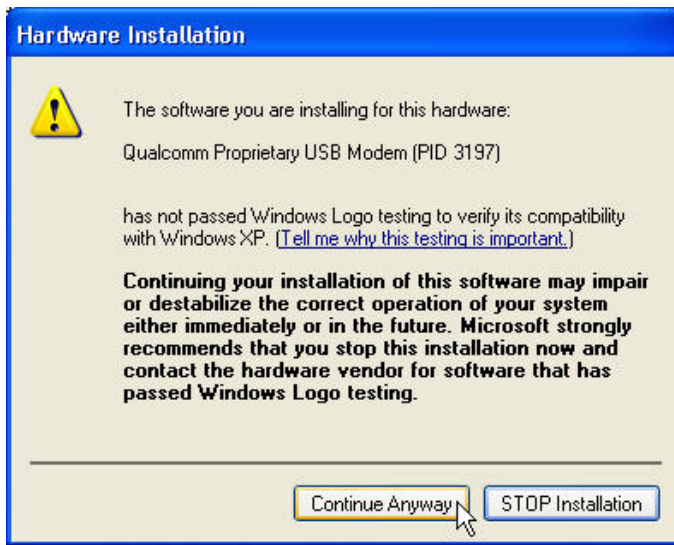 Hardware Installation
The software you are installing for this hardware:
Qualcomm Proprietary USB Modem (PID 3197)
has not passed Windows Logo testing to verify its compatibility
with Windows XP. (Tell me why this testing is important.)
Continuing your installation of this software may impair
or destabilize the correct operation of your system
either immediately or in the future. Microsoft strongly
recommends that you stop this installation now and
contact the hardware vendor for software that has
passed Windows Logo testing.
Continue Anyway STOP Installation